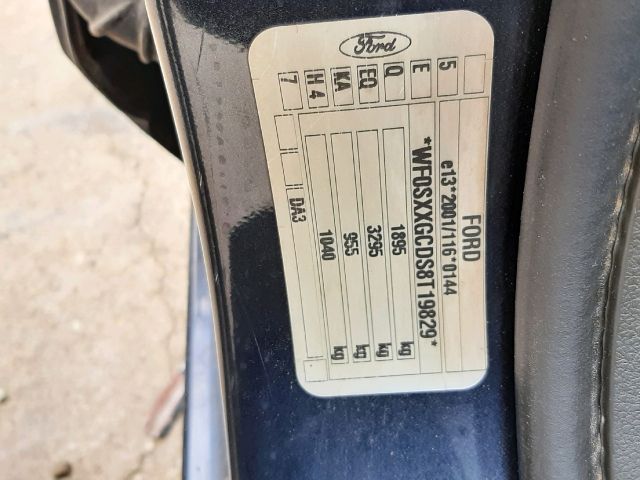 Ford
FORD
e13*2001/116*0144
*WF0SXXGCDS8T19829*
1895 kg
3295 kg
955 kg
1040 kg
DA3
5 E Q EQ KA H4 7